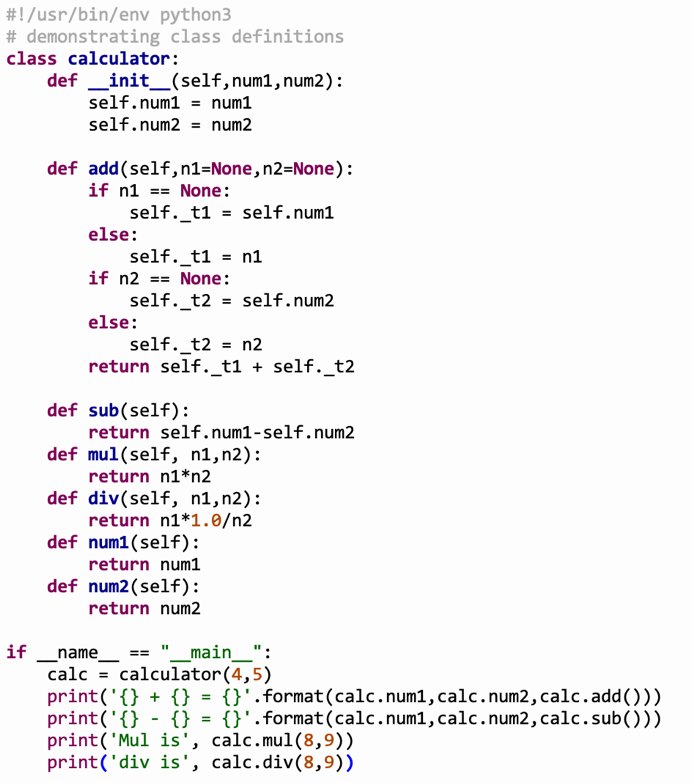 #!/usr/bin/env python3
# demonstrating class definitions
class calculator:
    def __init__(self,num1,num2):
        self.num1 = num1
        self.num2 = num2

    def add(self,n1=None,n2=None):
        if n1 == None:
            self._t1 = self.num1
        else:
            self._t1 = n1
        if n2 == None:
            self._t2 = self.num2
        else:
            self._t2 = n2
        return self._t1 + self._t2

    def sub(self):
        return self.num1-self.num2
    def mul(self, n1,n2):
        return n1*n2
    def div(self, n1,n2):
        return n1*1.0/n2
    def num1(self):
        return num1
    def num2(self):
        return num2

if __name__ == "__main__":
    calc = calculator(4,5)
    print('{} + {} = {}'.format(calc.num1,calc.num2,calc.add()))
    print('{} - {} = {}'.format(calc.num1,calc.num2,calc.sub()))
    print('Mul is', calc.mul(8,9))
    print('div is', calc.div(8,9))